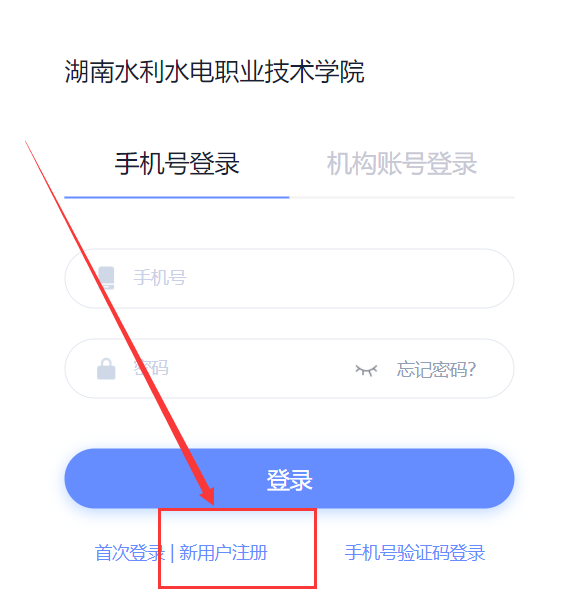 湖南水利水电职业技术学院
手机号登录 机构账号登录
手机号
密码 忘记密码?
登录
首次登录 | 新用户注册 手机号验证码登录